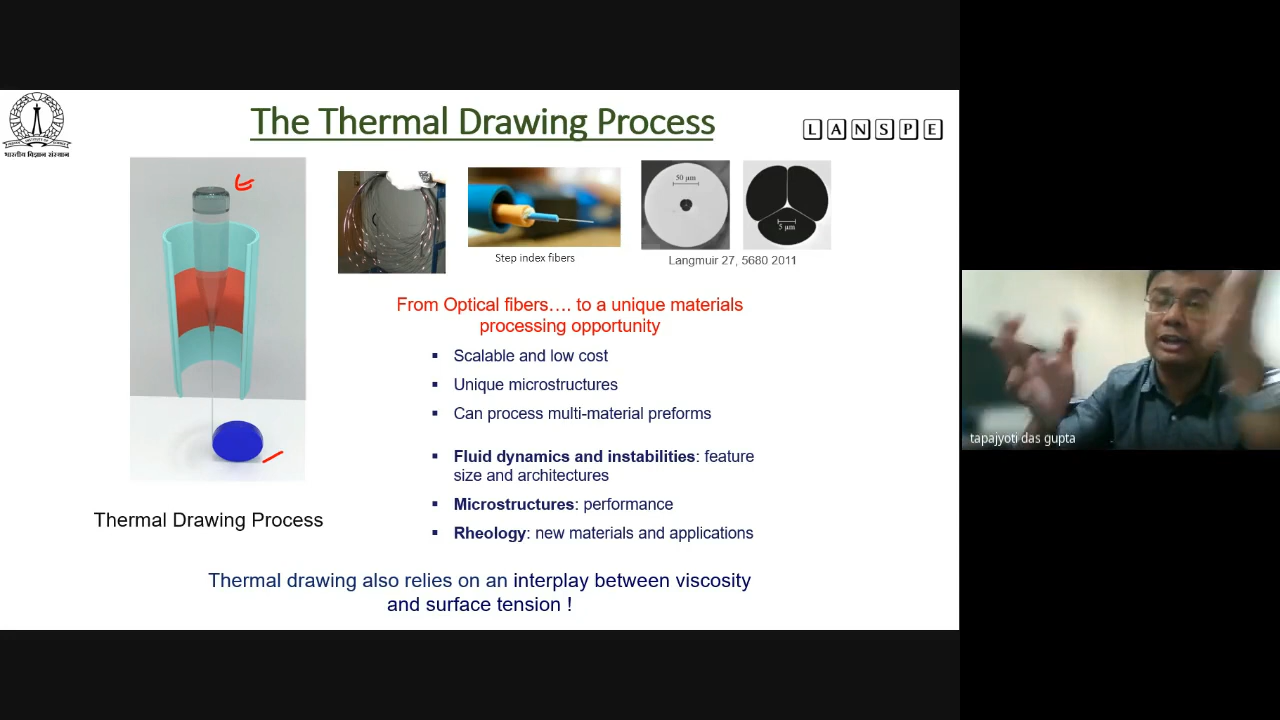 The Thermal Drawing Process
LANSPE
भारतीय विज्ञान संस्थान
50 μm
5 μm
Step index fibers
Langmuir 27, 5680 2011
From Optical fibers…. to a unique materials
processing opportunity
▪ Scalable and low cost
▪ Unique microstructures
▪ Can process multi-material preforms
▪ Fluid dynamics and instabilities: feature
size and architectures
▪ Microstructures: performance
▪ Rheology: new materials and applications
Thermal Drawing Process
Thermal drawing also relies on an interplay between viscosity
and surface tension !
tapajyoti das gupta